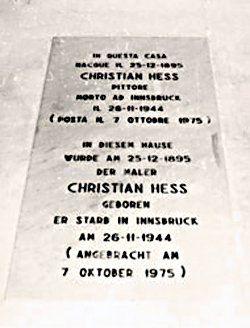 IN QUESTA CASA
NACQUE IL 25-12-1895
CHRISTIAN HESS
PITTORE
MORTO AD INNSBRUCK
IL 26-11-1944
( POSTA IL 7 OTTOBRE 1975 )
IN DIESEM HAUSE
WURDE AM 25-12-1895
DER MALER
CHRISTIAN HESS
GEBOREN
ER STARB IN INNSBRUCK
AM 26-11-1944
( ANGEBRACHT AM
7 OKTOBER 1975 )